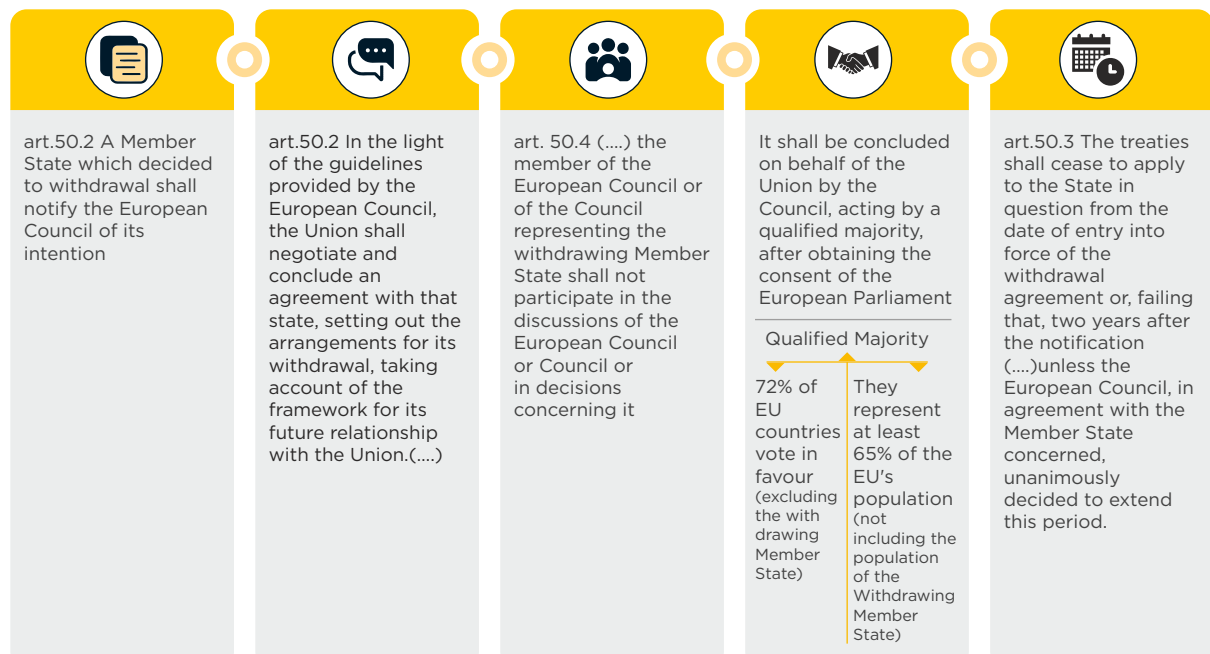 art.50.2 A Member
State which decided
to withdrawal shall
notify the European
Council of its
intention
art.50.2 In the light
of the guidelines
provided by the
European Council,
the Union shall
negotiate and
conclude an
agreement with that
state, setting out the
arrangements for its
withdrawal, taking
account of the
framework for its
future relationship
with the Union.(....)
art. 50.4 (....) the
member of the
European Council or
of the Council
representing the
withdrawing Member
State shall not
participate in the
discussions of the
European Council
or Council or
in decisions
concerning it
It shall be concluded
on behalf of the
Union by the
Council, acting by a
qualified majority,
after obtaining the
consent of the
European Parliament
Qualified Majority
72% of
EU
countries
vote in
favour
(excluding
the with
drawing
Member
State)
They
represent
at least
65% of the
EU's
population
(not
including the
population
of the
Withdrawing
Member
State)
art.50.3 The treaties
shall cease to apply
to the State in
question from the
date of entry into
force of the
withdrawal
agreement or, failing
that, two years after
the notification
(....)unless the
European Council, in
agreement with the
Member State
concerned,
unanimously
decided to extend
this period.